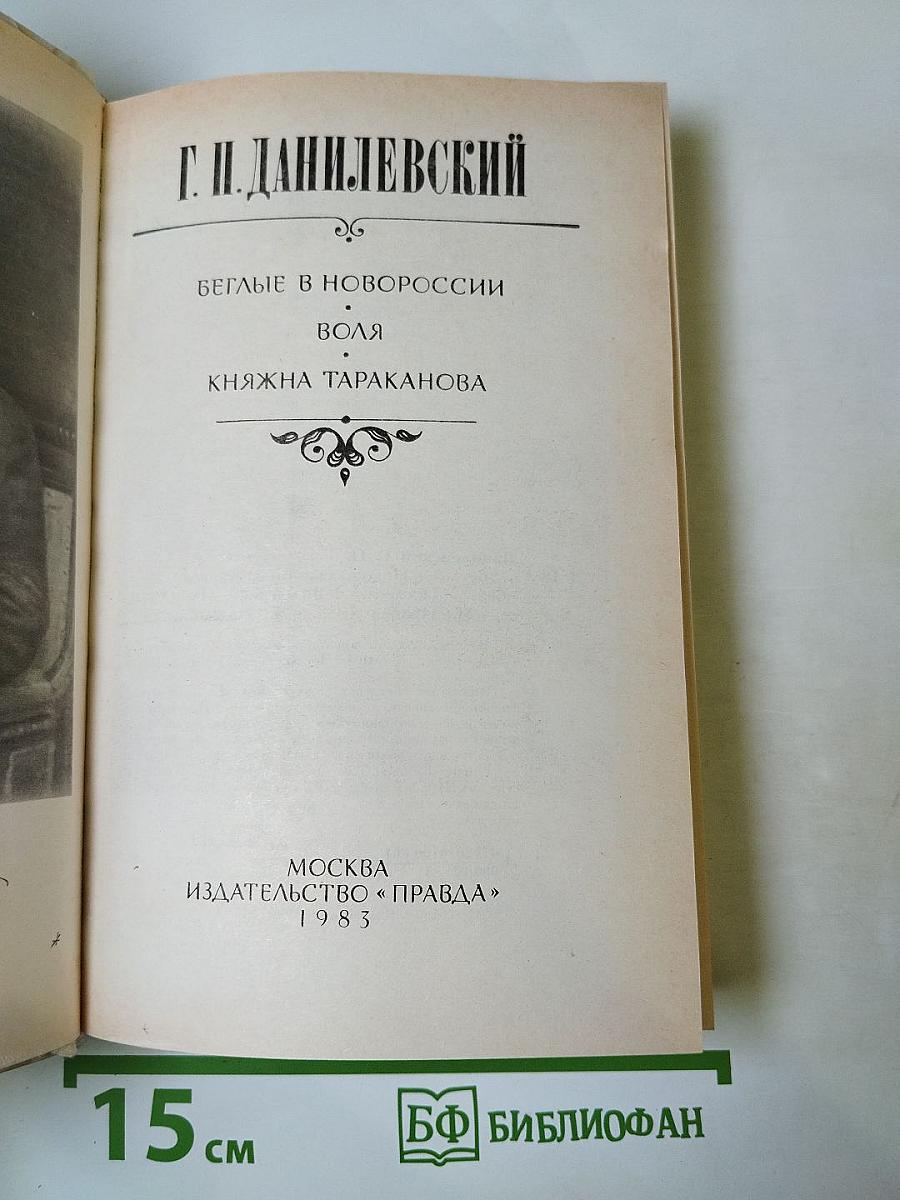 Г. П. ДАНИЛЕВСКИЙ
БЕГЛЫЕ В НОВОРОССИИ
ВОЛЯ
КНЯЖНА ТАРАКАНОВА
МОСКВА
ИЗДАТЕЛЬСТВО «ПРАВДА»
1983
15 см
БФ БИБЛИОФАН